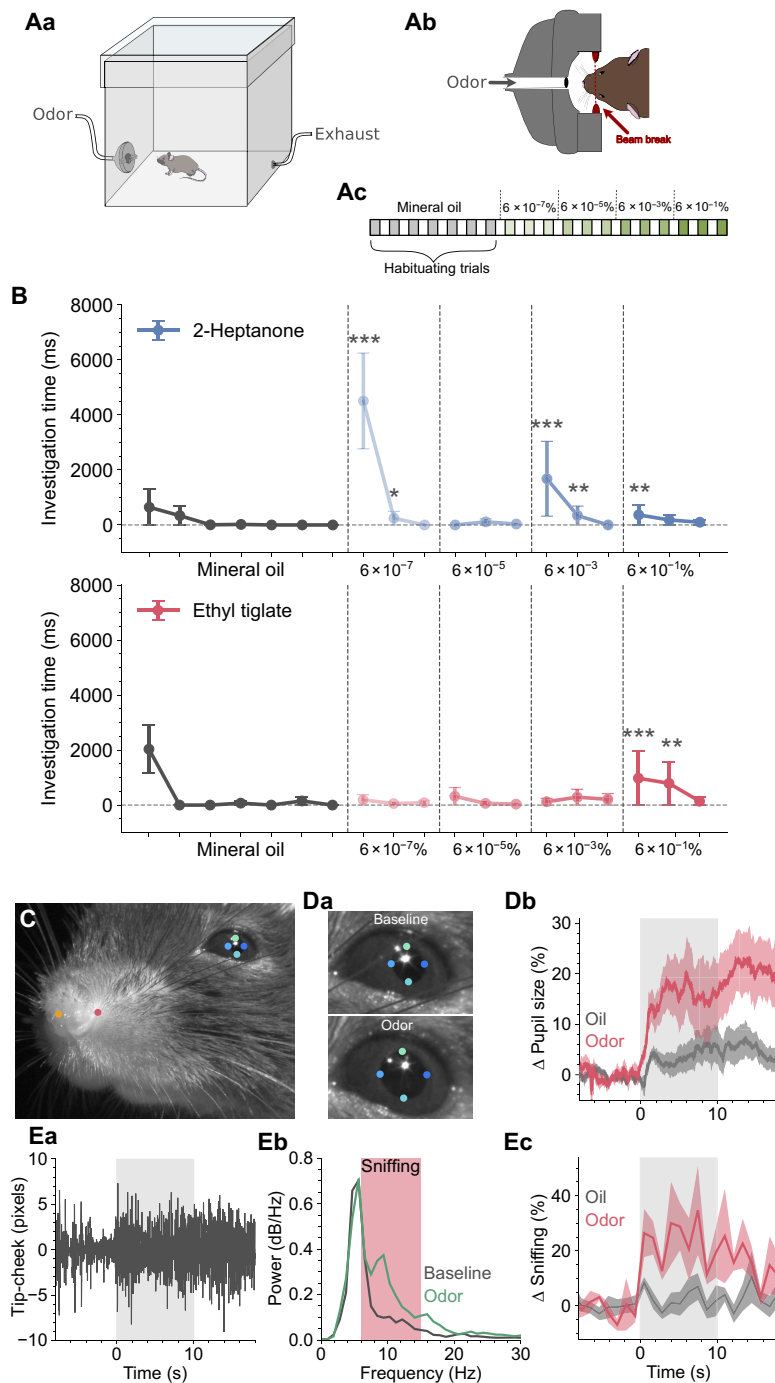 Aa
Odor
Exhaust
Ab
Odor
Beam break
Ac
Mineral oil
6 × 10⁻⁷%
6 × 10⁻⁵%
6 × 10⁻³%
6 × 10⁻¹%
Habituating trials
B
8000
6000
4000
2000
0
Investigation time (ms)
2-Heptanone
***
*
***
**
**
Mineral oil
6 × 10⁻⁷
6 × 10⁻⁵
6 × 10⁻³
6 × 10⁻¹%
8000
6000
4000
2000
0
Investigation time (ms)
Ethyl tiglate
***
**
Mineral oil
6 × 10⁻⁷%
6 × 10⁻⁵%
6 × 10⁻³%
6 × 10⁻¹%
C
Da
Baseline
Odor
Db
30
20
10
0
Δ Pupil size (%)
Oil
Odor
0
10
Ea
10
5
0
−5
−10
Tip-cheek (pixels)
0
10
Time (s)
Eb
0.8
0.6
0.4
0.2
0.0
Power (dB/Hz)
Sniffing
Baseline
Odor
0
10
20
30
Frequency (Hz)
Ec
40
20
0
Δ Sniffing (%)
Oil
Odor
0
10
Time (s)